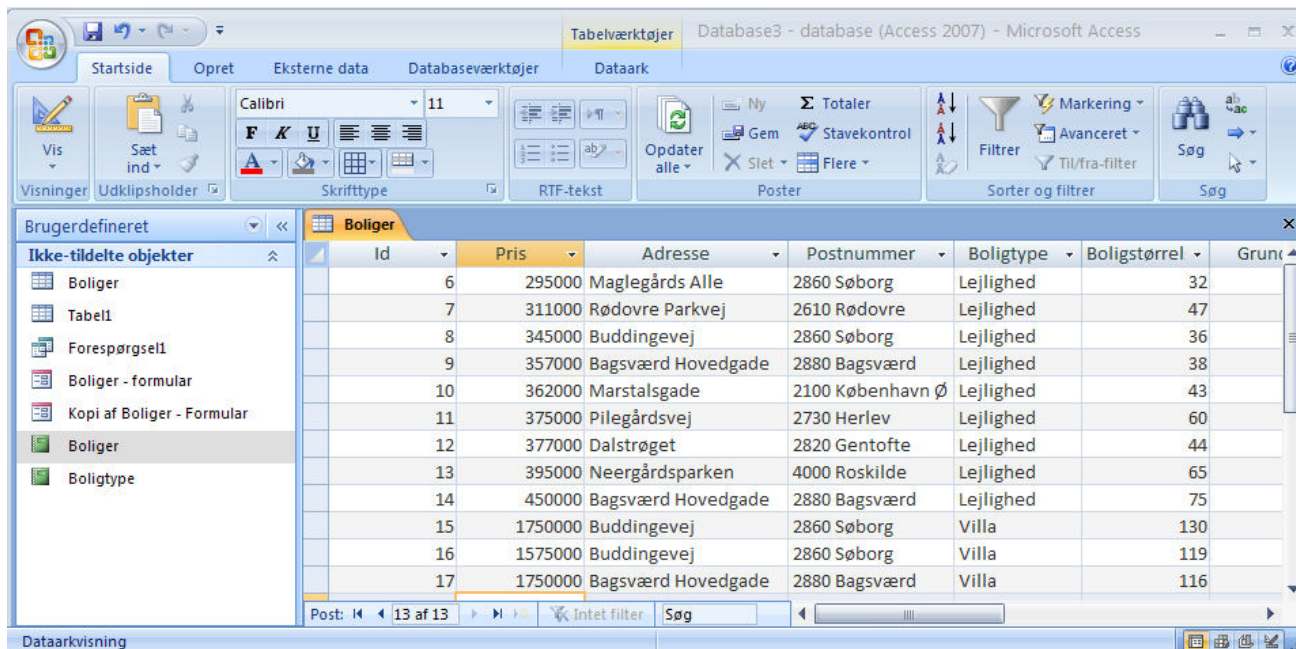 Tabelværktøjer Database3 - database (Access 2007) - Microsoft Access
Startside Opret Eksterne data Databaseværktøjer Dataark
Vis
Visninger
Sæt
ind
Udklipsholder
Calibri 11
F K U
A
Skrifttype
RTF-tekst
Opdater
alle
Ny
Gem
Slet
Σ Totaler
Stavekontrol
Flere
Poster
Filtrer
Markering
Avanceret
Til/fra-filter
Sorter og filtrer
Søg
Søg
Brugerdefineret
Ikke-tildelte objekter
Boliger
Tabel1
Forespørgsel1
Boliger - formular
Kopi af Boliger - Formular
Boliger
Boligtype
Boliger
Id Pris Adresse Postnummer Boligtype Boligstørrel Grund
6 295000 Maglegårds Alle 2860 Søborg Lejlighed 32
7 311000 Rødovre Parkvej 2610 Rødovre Lejlighed 47
8 345000 Buddingevej 2860 Søborg Lejlighed 36
9 357000 Bagsværd Hovedgade 2880 Bagsværd Lejlighed 38
10 362000 Marstalsgade 2100 København Ø Lejlighed 43
11 375000 Pilegårdsvej 2730 Herlev Lejlighed 60
12 377000 Dalstrøget 2820 Gentofte Lejlighed 44
13 395000 Neergårdsparken 4000 Roskilde Lejlighed 65
14 450000 Bagsværd Hovedgade 2880 Bagsværd Lejlighed 75
15 1750000 Buddingevej 2860 Søborg Villa 130
16 1575000 Buddingevej 2860 Søborg Villa 119
17 1750000 Bagsværd Hovedgade 2880 Bagsværd Villa 116
Post: 13 af 13 Intet filter Søg
Dataarkvisning